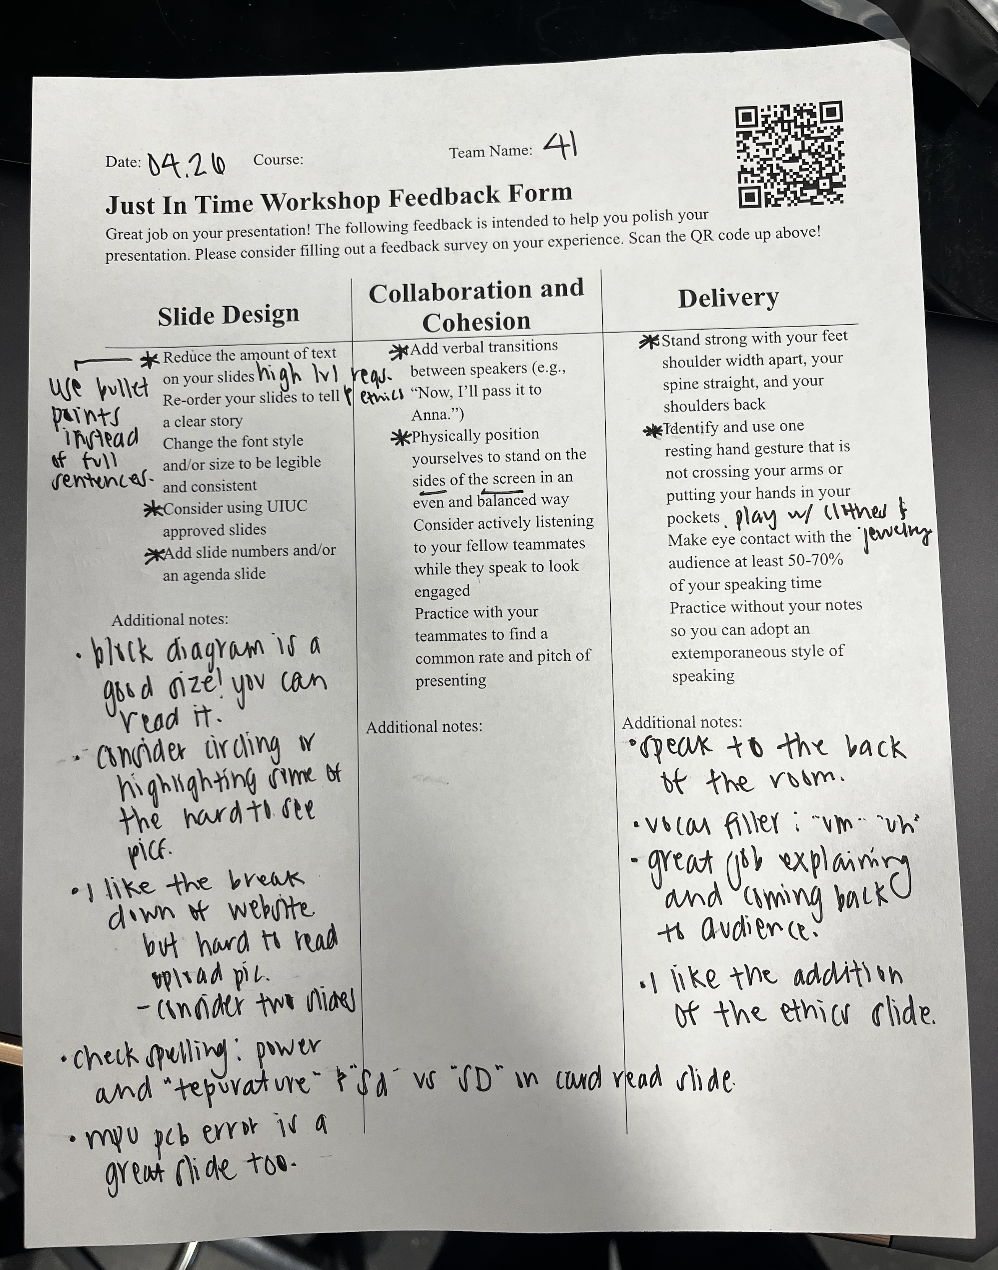 Date: 04.26 Course: Team Name: 41
Just In Time Workshop Feedback Form
Great job on your presentation! The following feedback is intended to help you polish your
presentation. Please consider filling out a feedback survey on your experience. Scan the QR code up above!
Slide Design
* Reduce the amount of text
on your slides high lvl reqs.
& ethics
use bullet
points
instead
of full
sentences.
Re-order your slides to tell
a clear story
Change the font style
and/or size to be legible
and consistent
* Consider using UIUC
approved slides
* Add slide numbers and/or
an agenda slide
Additional notes:
• block diagram is a
good size! you can
read it.
• consider circling or
highlighting some of
the hard to see
pics.
• I like the break
down of website
but hard to read
upload pic.
- consider two slides
• check spelling: power
and "tepurature" & "Sd" vs "SD" in card read slide.
• mpu pcb error is a
great slide too.
Collaboration and
Cohesion
* Add verbal transitions
between speakers (e.g.,
“Now, I’ll pass it to
Anna.”)
* Physically position
yourselves to stand on the
sides of the screen in an
even and balanced way
Consider actively listening
to your fellow teammates
while they speak to look
engaged
Practice with your
teammates to find a
common rate and pitch of
presenting
Additional notes:
Delivery
* Stand strong with your feet
shoulder width apart, your
spine straight, and your
shoulders back
* Identify and use one
resting hand gesture that is
not crossing your arms or
putting your hands in your
pockets, play w/ clothes &
jewelry
Make eye contact with the
audience at least 50-70%
of your speaking time
Practice without your notes
so you can adopt an
extemporaneous style of
speaking
Additional notes:
• speak to the back
of the room.
• vocal filler: "um" "uh"
• great job explaining
and coming back
to audience.
• I like the addition
of the ethics slide.